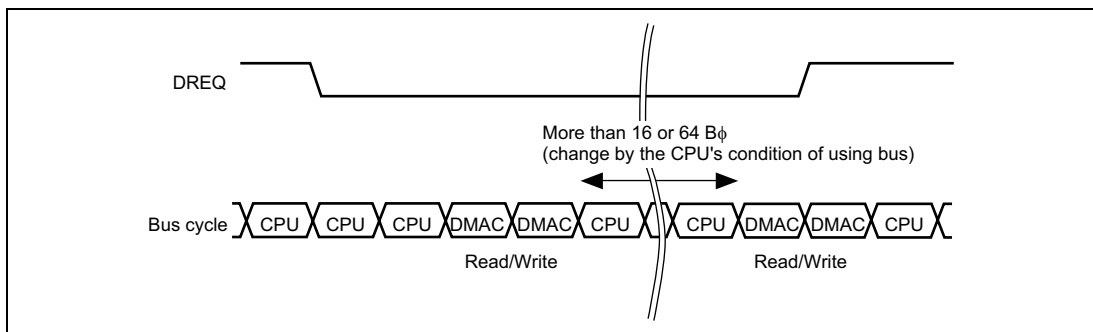 DREQ
More than 16 or 64 Bϕ
(change by the CPU's condition of using bus)
Bus cycle CPU CPU CPU DMAC DMAC CPU CPU DMAC DMAC CPU
Read/Write Read/Write